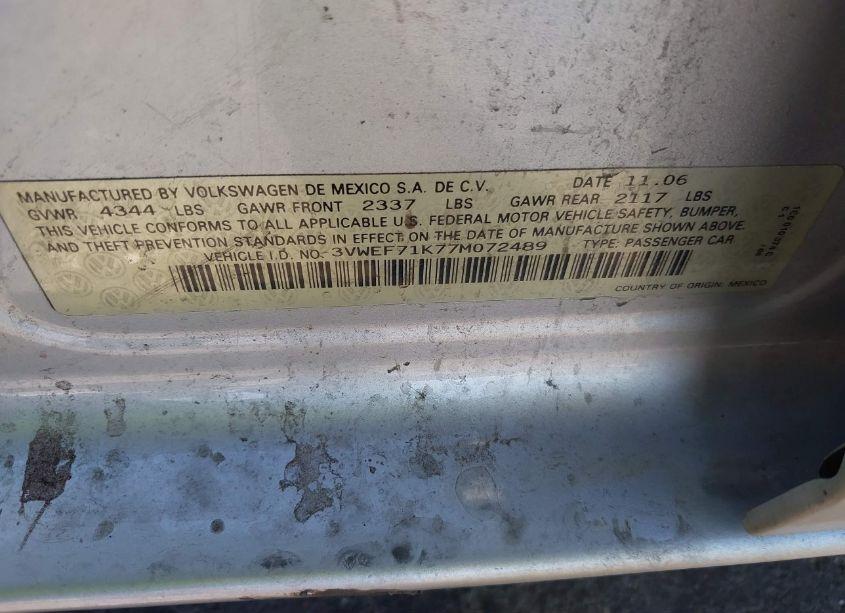 MANUFACTURED BY VOLKSWAGEN DE MEXICO S.A. DE C.V. DATE 11.06
GVWR. 4344 LBS GAWR FRONT 2337 LBS GAWR REAR 2117 LBS
THIS VEHICLE CONFORMS TO ALL APPLICABLE U.S. FEDERAL MOTOR VEHICLE SAFETY, BUMPER,
AND THEFT PREVENTION STANDARDS IN EFFECT ON THE DATE OF MANUFACTURE SHOWN ABOVE.
VEHICLE I.D. NO.: 3VWEF71K77M072489 TYPE: PASSENGER CAR
COUNTRY OF ORIGIN: MEXICO